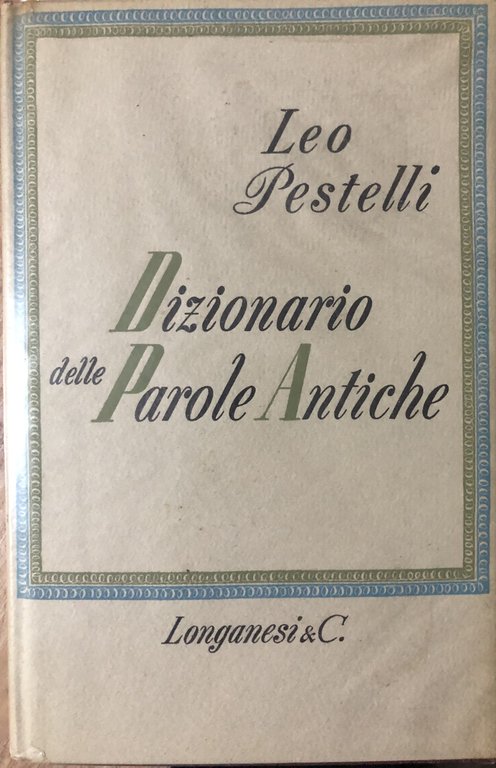 Leo
Pestelli
Dizionario
delle Parole Antiche
Longanesi & C.